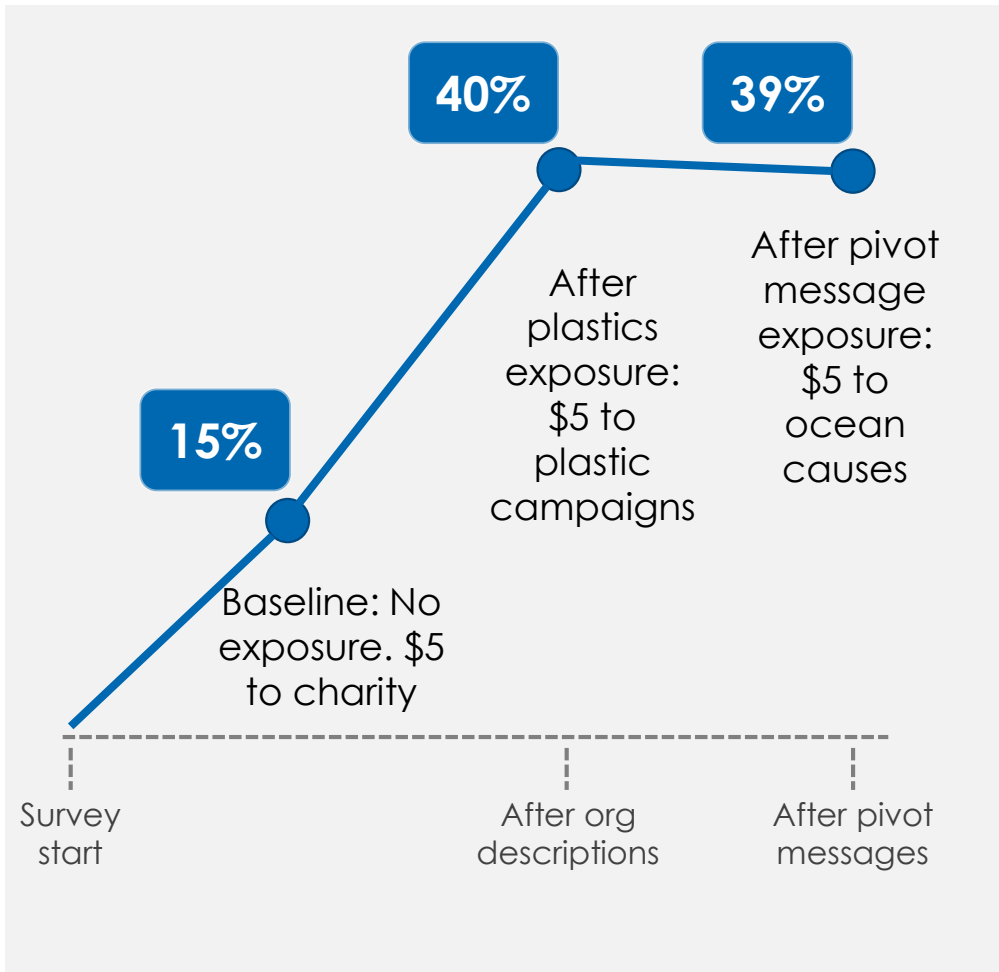 40%
39%
15%
After
plastics
exposure:
$5 to
plastic
campaigns
After pivot
message
exposure:
$5 to
ocean
causes
Baseline: No
exposure. $5
to charity
Survey
start
After org
descriptions
After pivot
messages